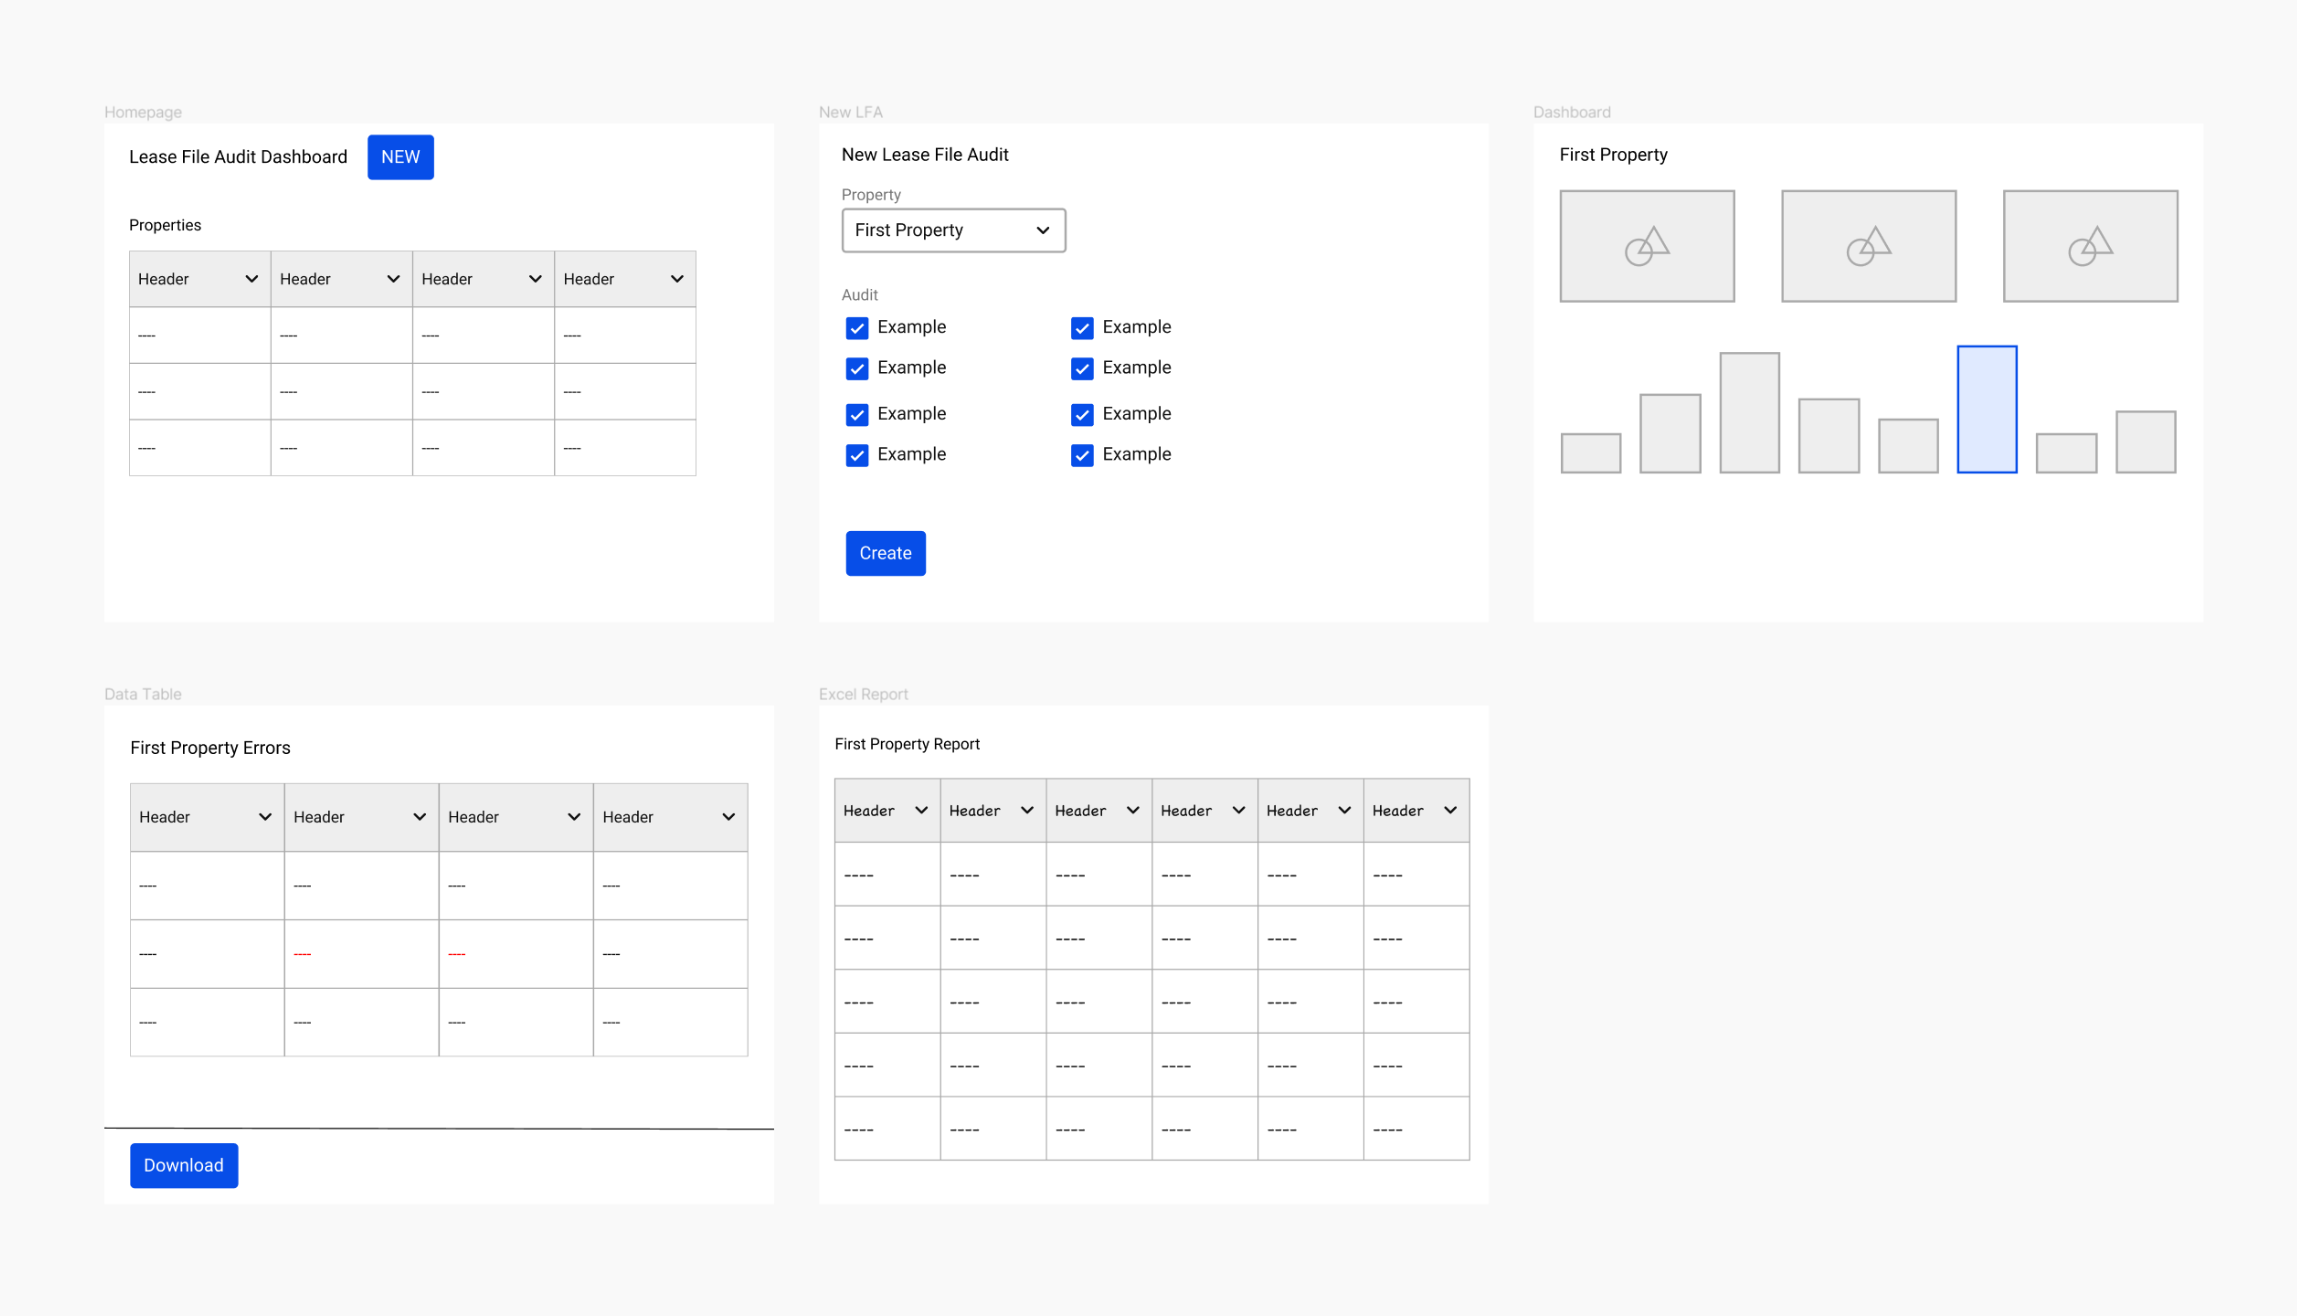 Homepage
Lease File Audit Dashboard NEW
Properties
Header Header Header Header
---- ---- ---- ----
---- ---- ---- ----
---- ---- ---- ----
New LFA
New Lease File Audit
Property
First Property
Audit
Example Example
Example Example
Example Example
Example Example
Create
Dashboard
First Property
Data Table
First Property Errors
Header Header Header Header
---- ---- ---- ----
---- ---- ---- ----
---- ---- ---- ----
Download
Excel Report
First Property Report
Header Header Header Header Header Header
---- ---- ---- ---- ---- ----
---- ---- ---- ---- ---- ----
---- ---- ---- ---- ---- ----
---- ---- ---- ---- ---- ----
---- ---- ---- ---- ---- ----